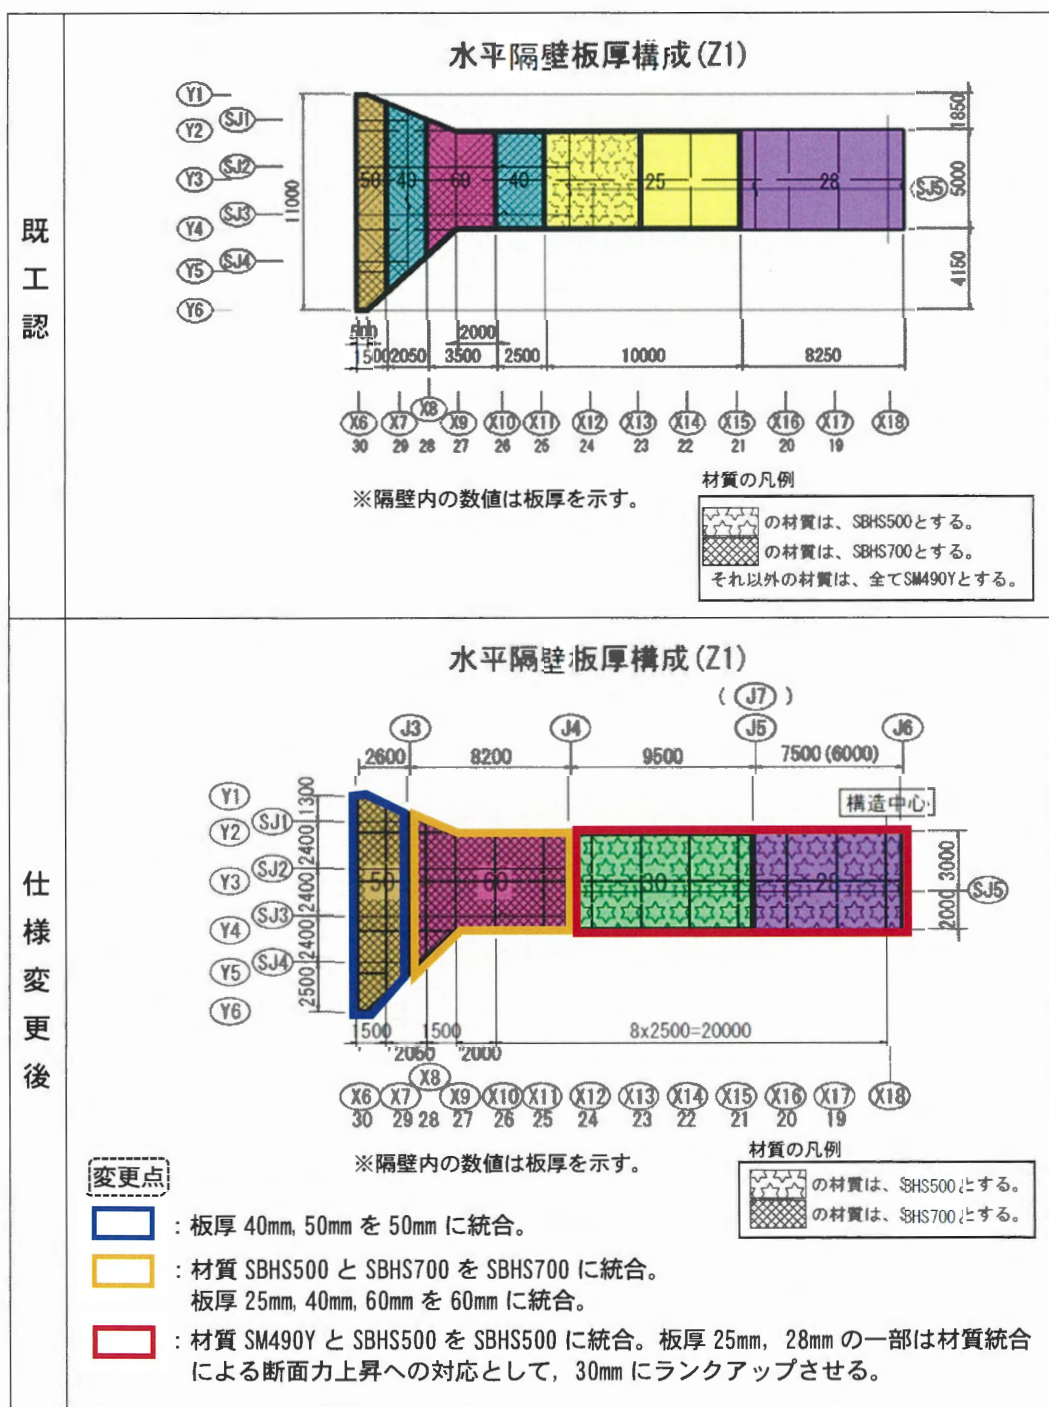 既工認
水平隔壁板厚構成(Z1)
Y1
Y2
Y3
Y4
Y5
Y6
SJ1
SJ2
SJ3
SJ4
11000
50
40
60
40
25
28
1850
5000
4150
SJ5
500
1500
2050
3500
2000
2500
10000
8250
X6 X7 X8 X9 X10 X11 X12 X13 X14 X15 X16 X17 X18
30 29 28 27 26 25 24 23 22 21 20 19
※隔壁内の数値は板厚を示す。
材質の凡例
の材質は、SBHS500とする。
の材質は、SBHS700とする。
それ以外の材質は、全てSM490Yとする。
仕様変更後
水平隔壁板厚構成(Z1)
(J7)
J3 J4 J5 J6
2600 8200 9500 7500(6000)
構造中心
Y1
Y2
Y3
Y4
Y5
Y6
SJ1
SJ2
SJ3
SJ4
1300
2400
2400
2400
2500
50
60
30
28
3000
2000
SJ5
1500 2050 1500 2000 8x2500=20000
X6 X7 X8 X9 X10 X11 X12 X13 X14 X15 X16 X17 X18
30 29 28 27 26 25 24 23 22 21 20 19
※隔壁内の数値は板厚を示す。
材質の凡例
の材質は、SBHS500とする。
の材質は、SBHS700とする。
変更点
：板厚 40mm, 50mm を 50mm に統合。
：材質 SBHS500 と SBHS700 を SBHS700 に統合。
板厚 25mm, 40mm, 60mm を 60mm に統合。
：材質 SM490Y と SBHS500 を SBHS500 に統合。板厚 25mm, 28mm の一部は材質統合
による断面力上昇への対応として, 30mm にランクアップさせる。